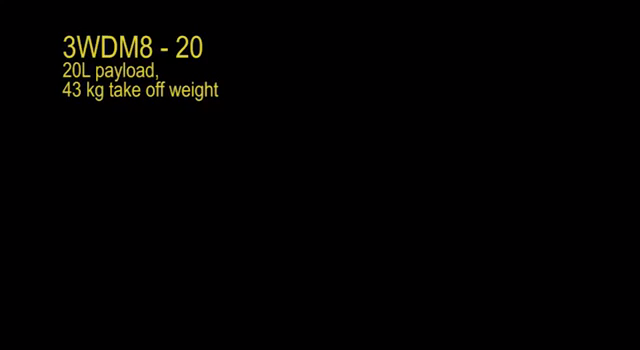 3WDM8 - 20
20L payload,
43 kg take off weight